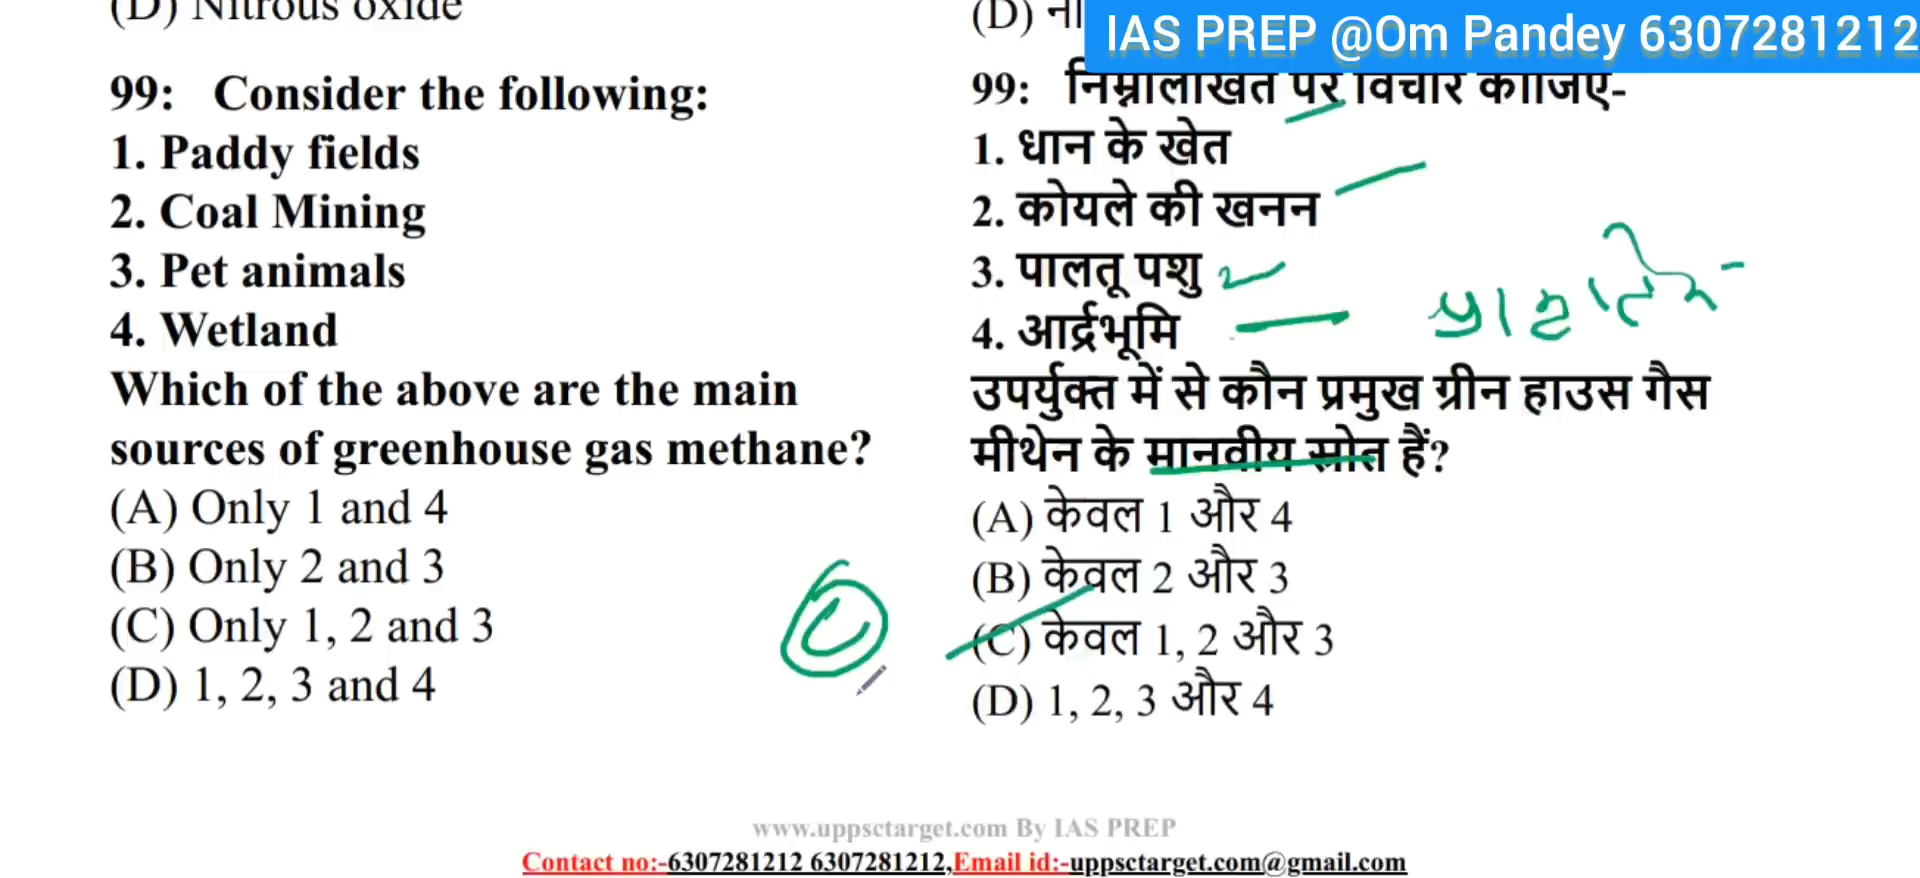 (D) Nitrous oxide
99: Consider the following:
1. Paddy fields
2. Coal Mining
3. Pet animals
4. Wetland
Which of the above are the main
sources of greenhouse gas methane?
(A) Only 1 and 4
(B) Only 2 and 3
(C) Only 1, 2 and 3
(D) 1, 2, 3 and 4
(D)
IAS PREP @Om Pandey 6307281212
99: निम्नलिखित पर विचार कीजिए-
1. धान के खेत
2. कोयले की खनन
3. पालतू पशु
4. आर्द्रभूमि
उपर्युक्त में से कौन प्रमुख ग्रीन हाउस गैस
मीथेन के मानवीय स्रोत हैं?
(A) केवल 1 और 4
(B) केवल 2 और 3
(C) केवल 1, 2 और 3
(D) 1, 2, 3 और 4
C
www.uppsctarget.com By IAS PREP
Contact no:-6307281212 6307281212,Email id:-uppsctarget.com@gmail.com